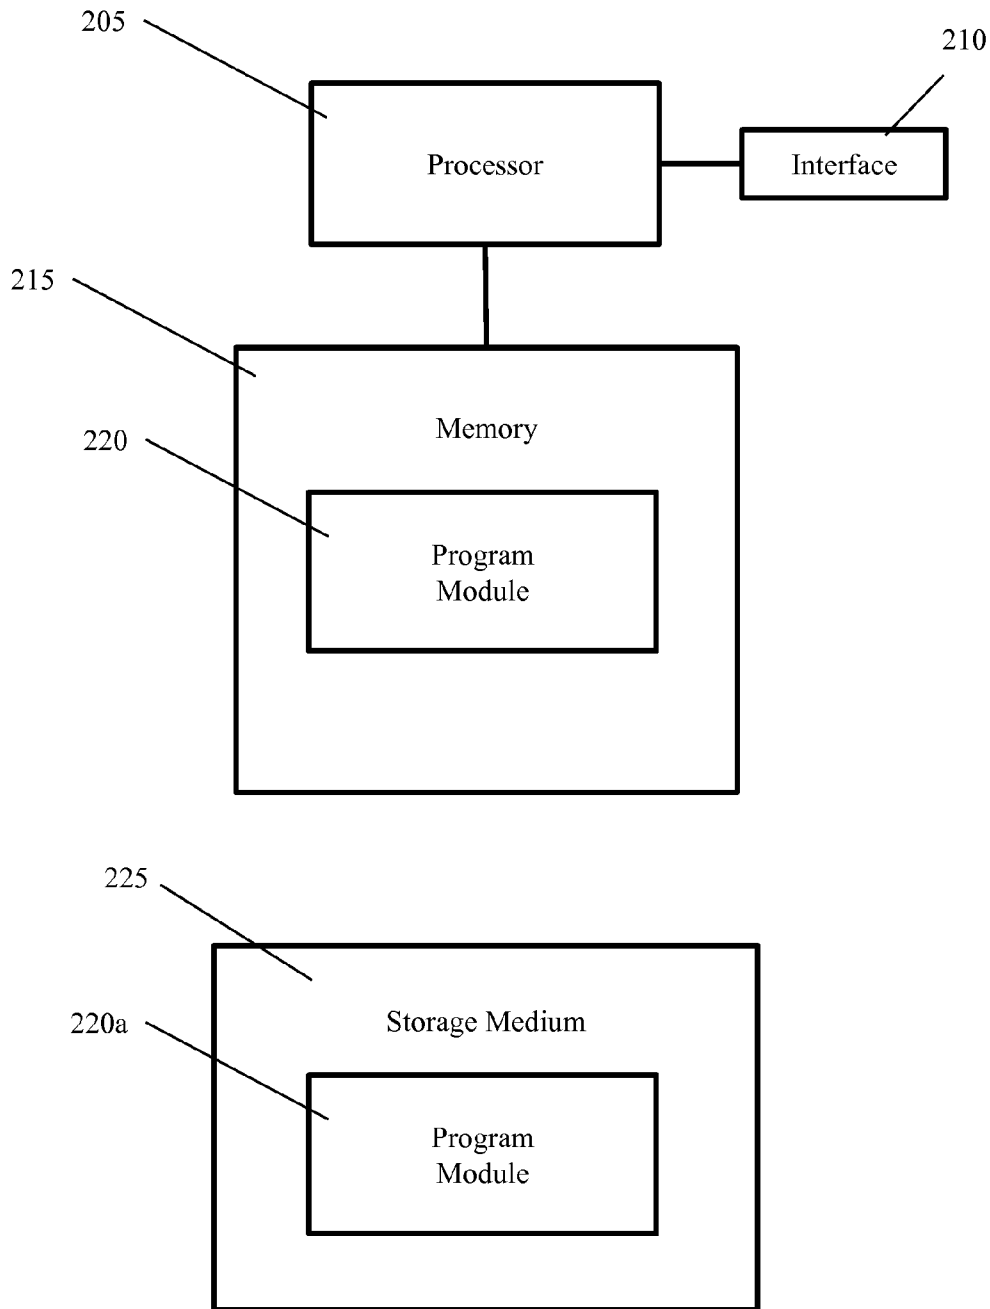 205
210
Processor
Interface
215
Memory
220
Program
Module
225
Storage Medium
220a
Program
Module